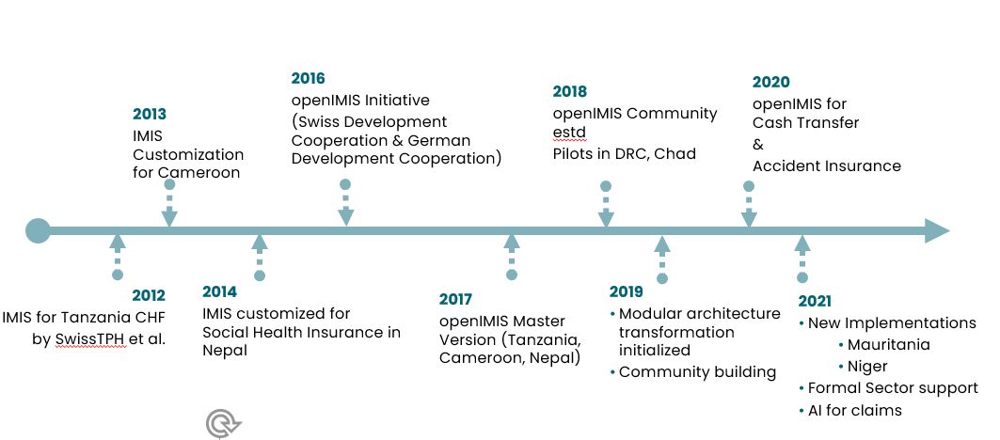 2013
IMIS
Customization
for Cameroon
2016
openIMIS Initiative
(Swiss Development
Cooperation & German
Development Cooperation)
2018
openIMIS Community
estd
Pilots in DRC, Chad
2020
openIMIS for
Cash Transfer
&
Accident Insurance
2012
IMIS for Tanzania CHF
by SwissTPH et al.
2014
IMIS customized for
Social Health Insurance in
Nepal
2017
openIMIS Master
Version (Tanzania,
Cameroon, Nepal)
2019
• Modular architecture
transformation
initialized
• Community building
2021
• New Implementations
• Mauritania
• Niger
• Formal Sector support
• AI for claims